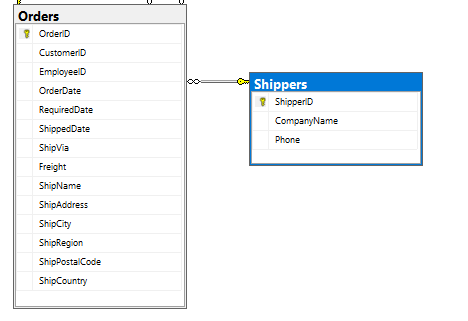 Orders
OrderID
CustomerID
EmployeeID
OrderDate
RequiredDate
ShippedDate
ShipVia
Freight
ShipName
ShipAddress
ShipCity
ShipRegion
ShipPostalCode
ShipCountry
Shippers
ShipperID
CompanyName
Phone